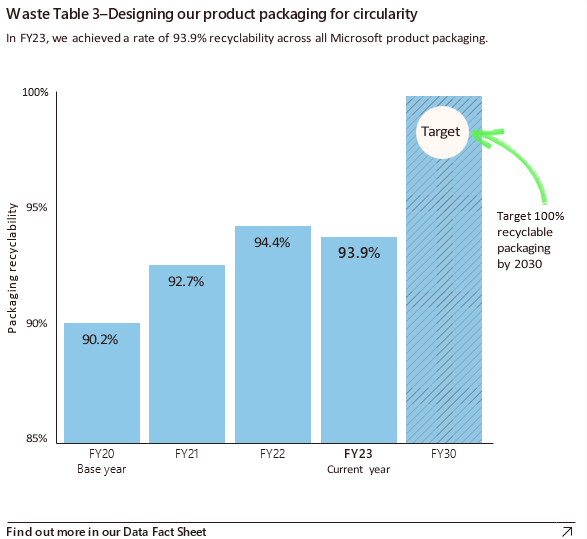 Waste Table 3–Designing our product packaging for circularity
In FY23, we achieved a rate of 93.9% recyclability across all Microsoft product packaging.
100%
95%
90%
85%
Packaging recyclability
90.2%
92.7%
94.4%
93.9%
Target
Target 100%
recyclable
packaging
by 2030
FY20
Base year
FY21
FY22
FY23
Current year
FY30
Find out more in our Data Fact Sheet